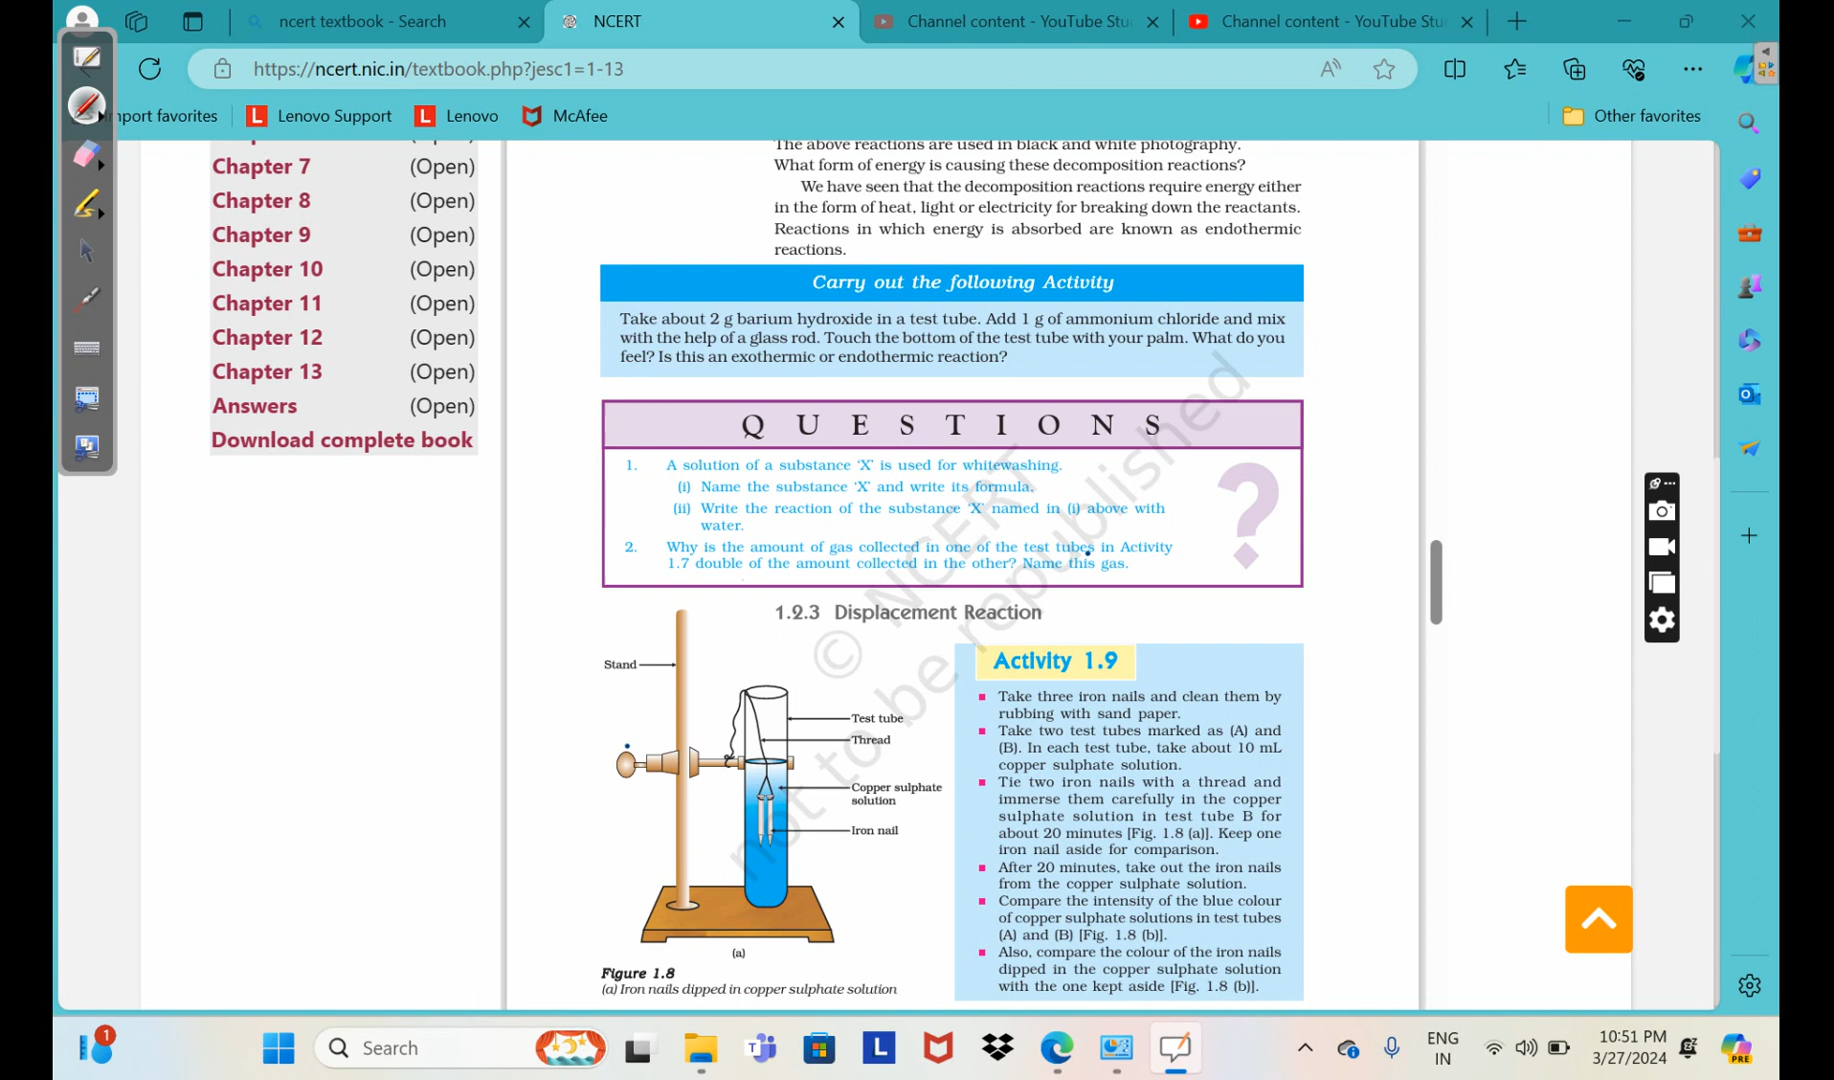 ncert textbook - Search
NCERT
Channel content - YouTube Stu
Channel content - YouTube Stu
https://ncert.nic.in/textbook.php?jesc1=1-13
mport favorites
Lenovo Support
Lenovo
McAfee
Other favorites
Chapter 7 (Open)
Chapter 8 (Open)
Chapter 9 (Open)
Chapter 10 (Open)
Chapter 11 (Open)
Chapter 12 (Open)
Chapter 13 (Open)
Answers (Open)
Download complete book
The above reactions are used in black and white photography.
What form of energy is causing these decomposition reactions?
We have seen that the decomposition reactions require energy either
in the form of heat, light or electricity for breaking down the reactants.
Reactions in which energy is absorbed are known as endothermic
reactions.
Carry out the following Activity
Take about 2 g barium hydroxide in a test tube. Add 1 g of ammonium chloride and mix
with the help of a glass rod. Touch the bottom of the test tube with your palm. What do you
feel? Is this an exothermic or endothermic reaction?
QUESTIONS
1. A solution of a substance ‘X’ is used for whitewashing.
(i) Name the substance ‘X’ and write its formula.
(ii) Write the reaction of the substance ‘X’ named in (i) above with
water.
2. Why is the amount of gas collected in one of the test tubes in Activity
1.7 double of the amount collected in the other? Name this gas.
?
© NCERT
not to be republished
1.2.3 Displacement Reaction
Stand
Test tube
Thread
Copper sulphate
solution
Iron nail
(a)
Figure 1.8
(a) Iron nails dipped in copper sulphate solution
Activity 1.9
Take three iron nails and clean them by
rubbing with sand paper.
Take two test tubes marked as (A) and
(B). In each test tube, take about 10 mL
copper sulphate solution.
Tie two iron nails with a thread and
immerse them carefully in the copper
sulphate solution in test tube B for
about 20 minutes [Fig. 1.8 (a)]. Keep one
iron nail aside for comparison.
After 20 minutes, take out the iron nails
from the copper sulphate solution.
Compare the intensity of the blue colour
of copper sulphate solutions in test tubes
(A) and (B) [Fig. 1.8 (b)].
Also, compare the colour of the iron nails
dipped in the copper sulphate solution
with the one kept aside [Fig. 1.8 (b)].
1
Search
L
ENG
IN
10:51 PM
3/27/2024
PRE